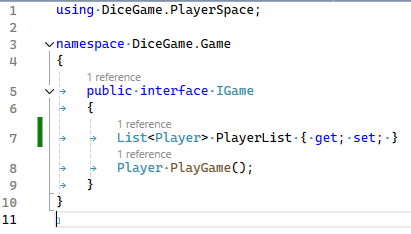 1 using DiceGame.PlayerSpace;
2
3 namespace DiceGame.Game
4 {
1 reference
5 public interface IGame
6 {
1 reference
7 List<Player> PlayerList { get; set; }
1 reference
8 Player PlayGame();
9 }
10 }
11